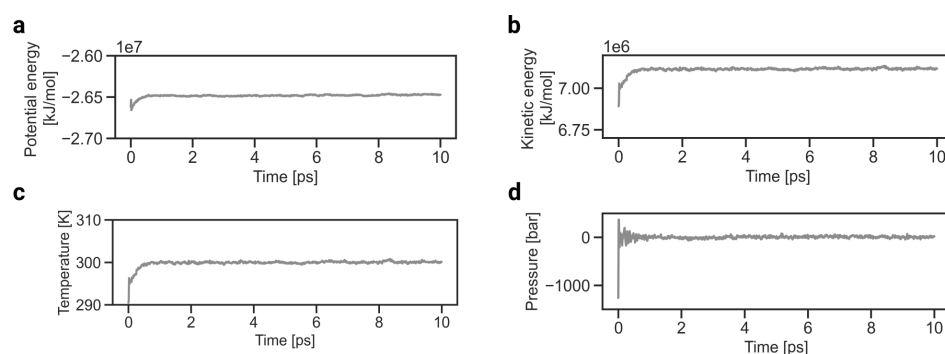 a
1e7
Potential energy
[kJ/mol]
−2.60
−2.65
−2.70
0 2 4 6 8 10
Time [ps]
b
1e6
Kinetic energy
[kJ/mol]
7.00
6.75
0 2 4 6 8 10
Time [ps]
c
Temperature [K]
310
300
290
0 2 4 6 8 10
Time [ps]
d
Pressure [bar]
0
−1000
0 2 4 6 8 10
Time [ps]